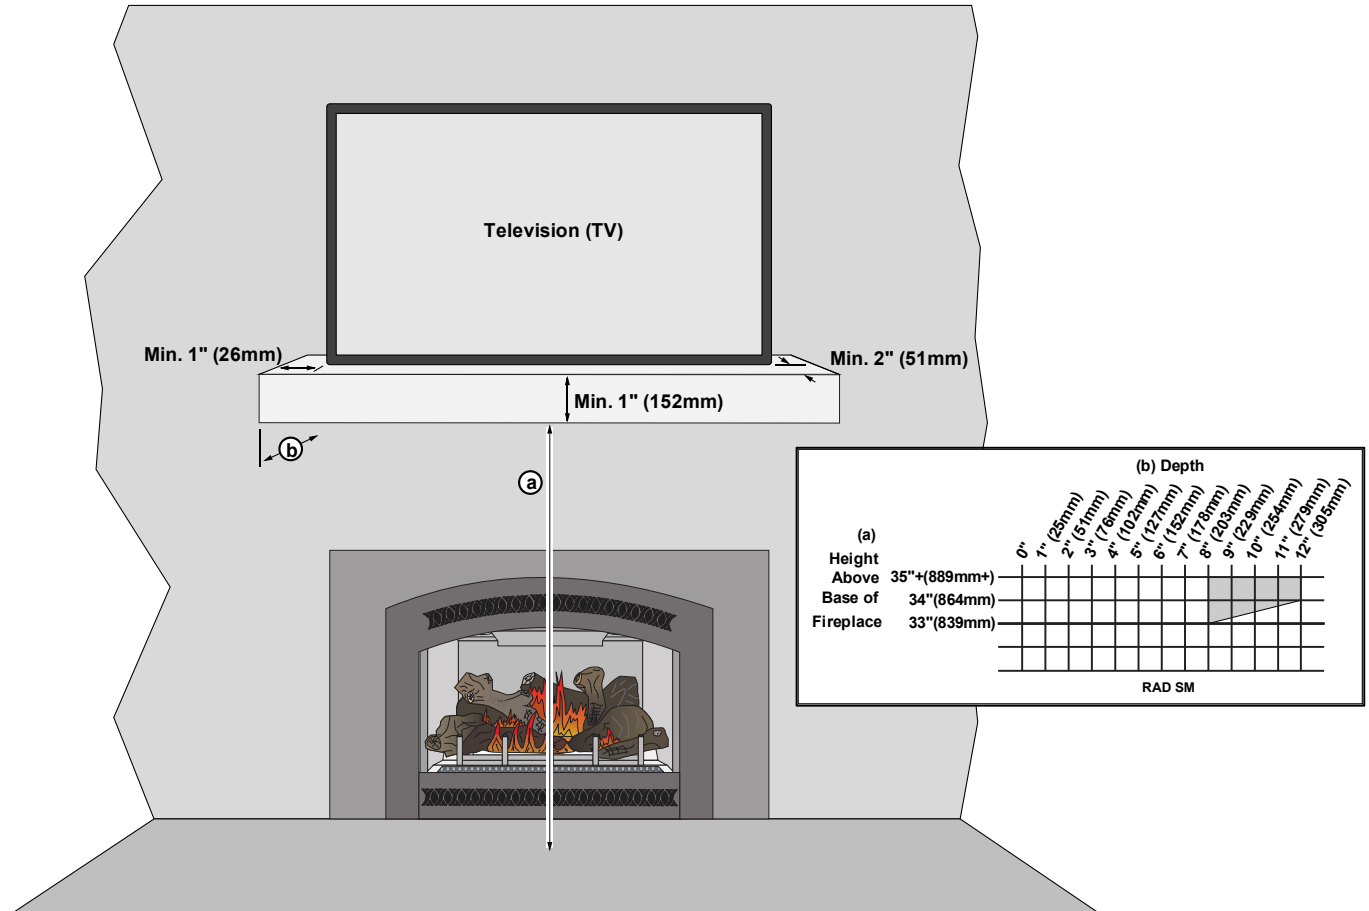 Television (TV)
Min. 1" (26mm)
Min. 2" (51mm)
Min. 1" (152mm)
b
a
(b) Depth
0"
1" (25mm)
2" (51mm)
3" (76mm)
4" (102mm)
5" (127mm)
6" (152mm)
7" (178mm)
8" (203mm)
9" (229mm)
10" (254mm)
11" (279mm)
12" (305mm)
(a)
Height
Above
Base of
Fireplace
35"+(889mm+)
34"(864mm)
33"(839mm)
RAD SM